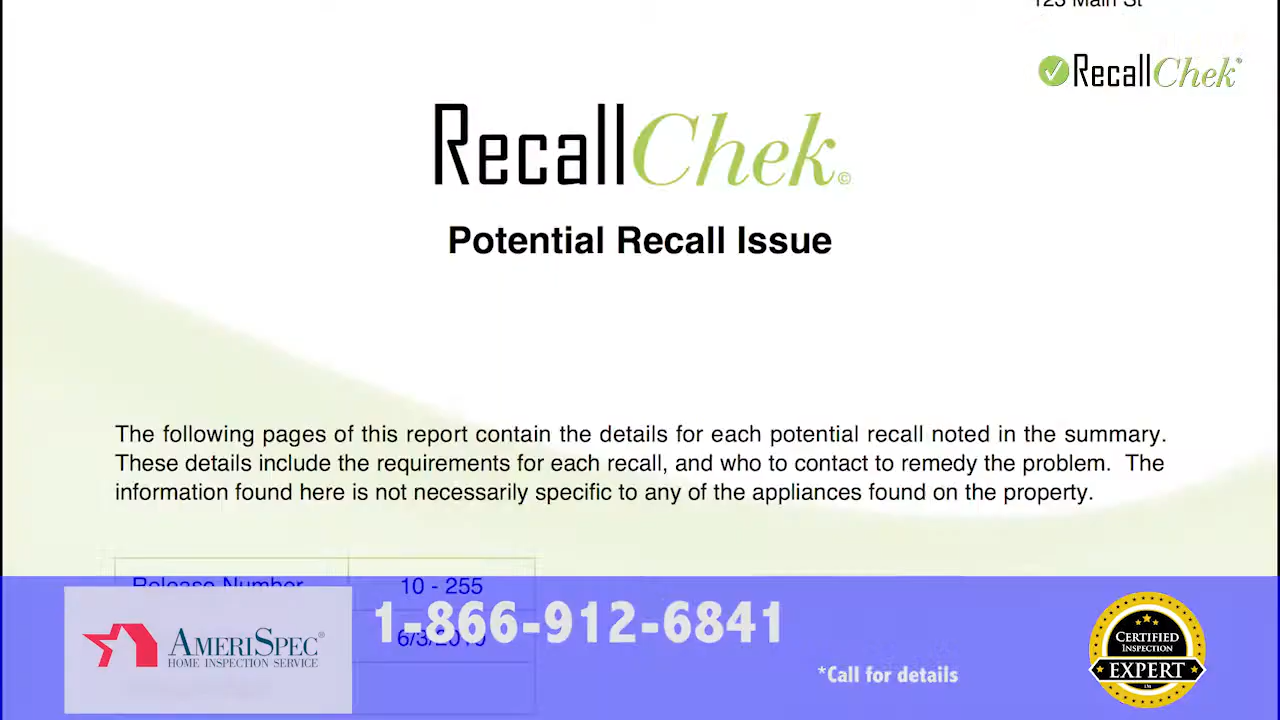 123 Main St
RecallChek®
RecallChek©
Potential Recall Issue
The following pages of this report contain the details for each potential recall noted in the summary.
These details include the requirements for each recall, and who to contact to remedy the problem. The
information found here is not necessarily specific to any of the appliances found on the property.
Release Number 10 - 255
1-866-912-6841
AMERISPEC®
HOME INSPECTION SERVICE
*Call for details
CERTIFIED
INSPECTION
EXPERT